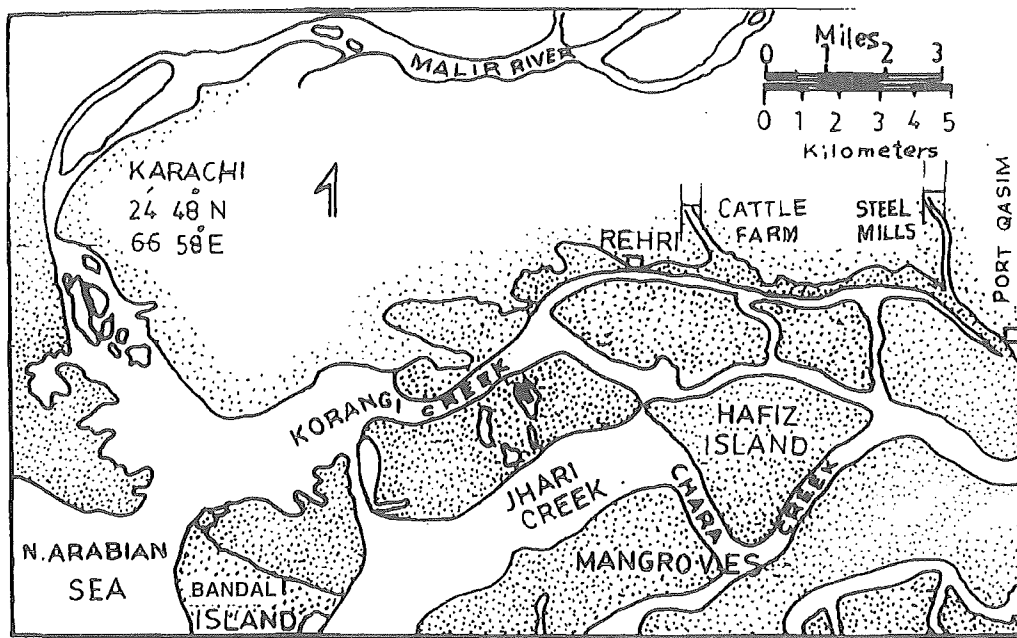 MALIR RIVER
Miles
0 1 2 3
0 1 2 3 4 5
Kilometers
KARACHI
24° 48' N
66° 58' E
REHRI
CATTLE
FARM
STEEL
MILLS
PORT QASIM
KORANGI CREEK
HAFIZ
ISLAND
JHARI
CREEK
CHARA CREEK
MANGROVIES
N. ARABIAN
SEA
BANDAL
ISLAND